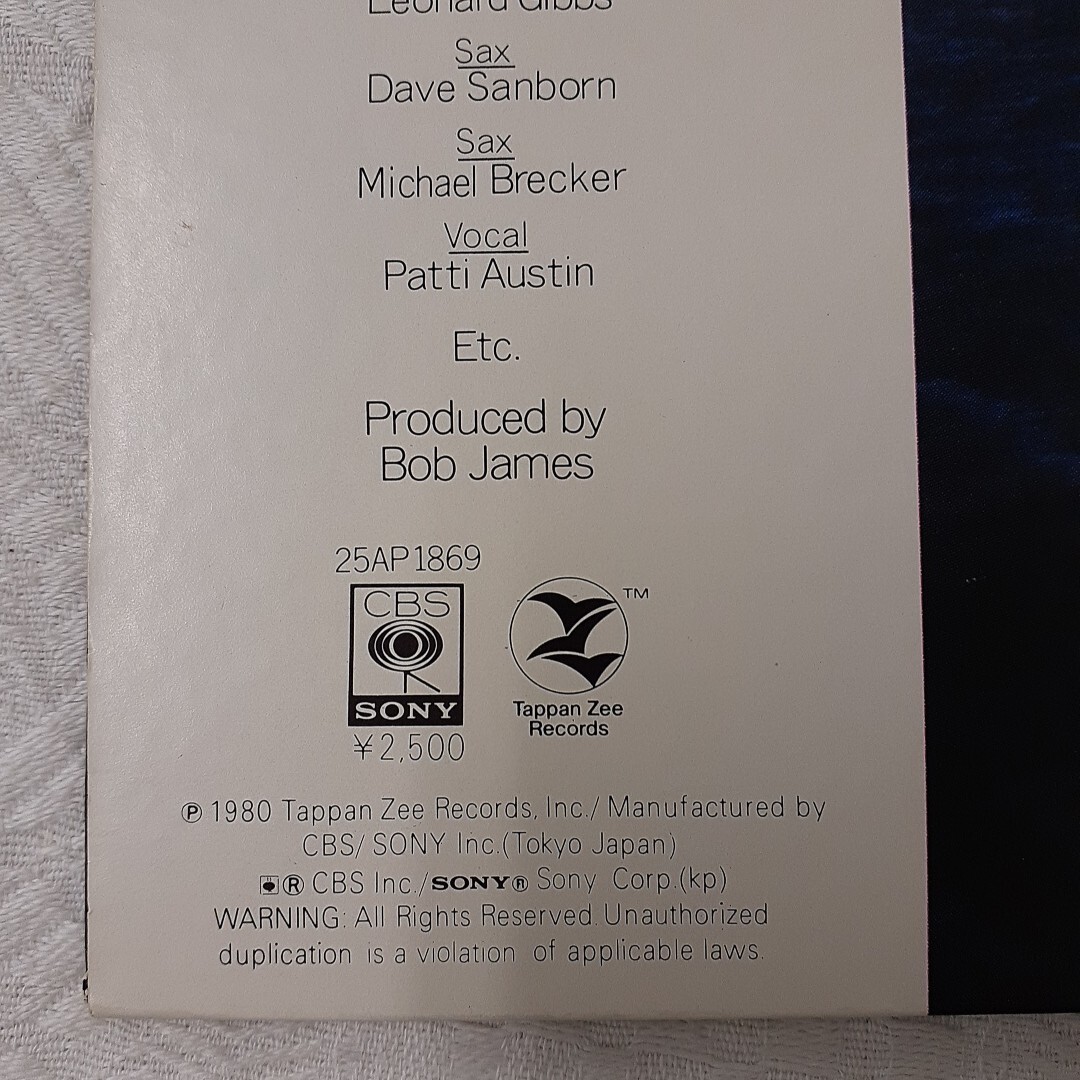 Leonard Gibbs
Sax
Dave Sanborn
Sax
Michael Brecker
Vocal
Patti Austin
Etc.
Produced by
Bob James
25AP1869
CBS
SONY
¥2,500
TM
Tappan Zee
Records
Ⓟ 1980 Tappan Zee Records, Inc./Manufactured by
CBS/SONY Inc.(Tokyo Japan)
® CBS Inc./SONY® Sony Corp.(kp)
WARNING: All Rights Reserved. Unauthorized
duplication is a violation of applicable laws.